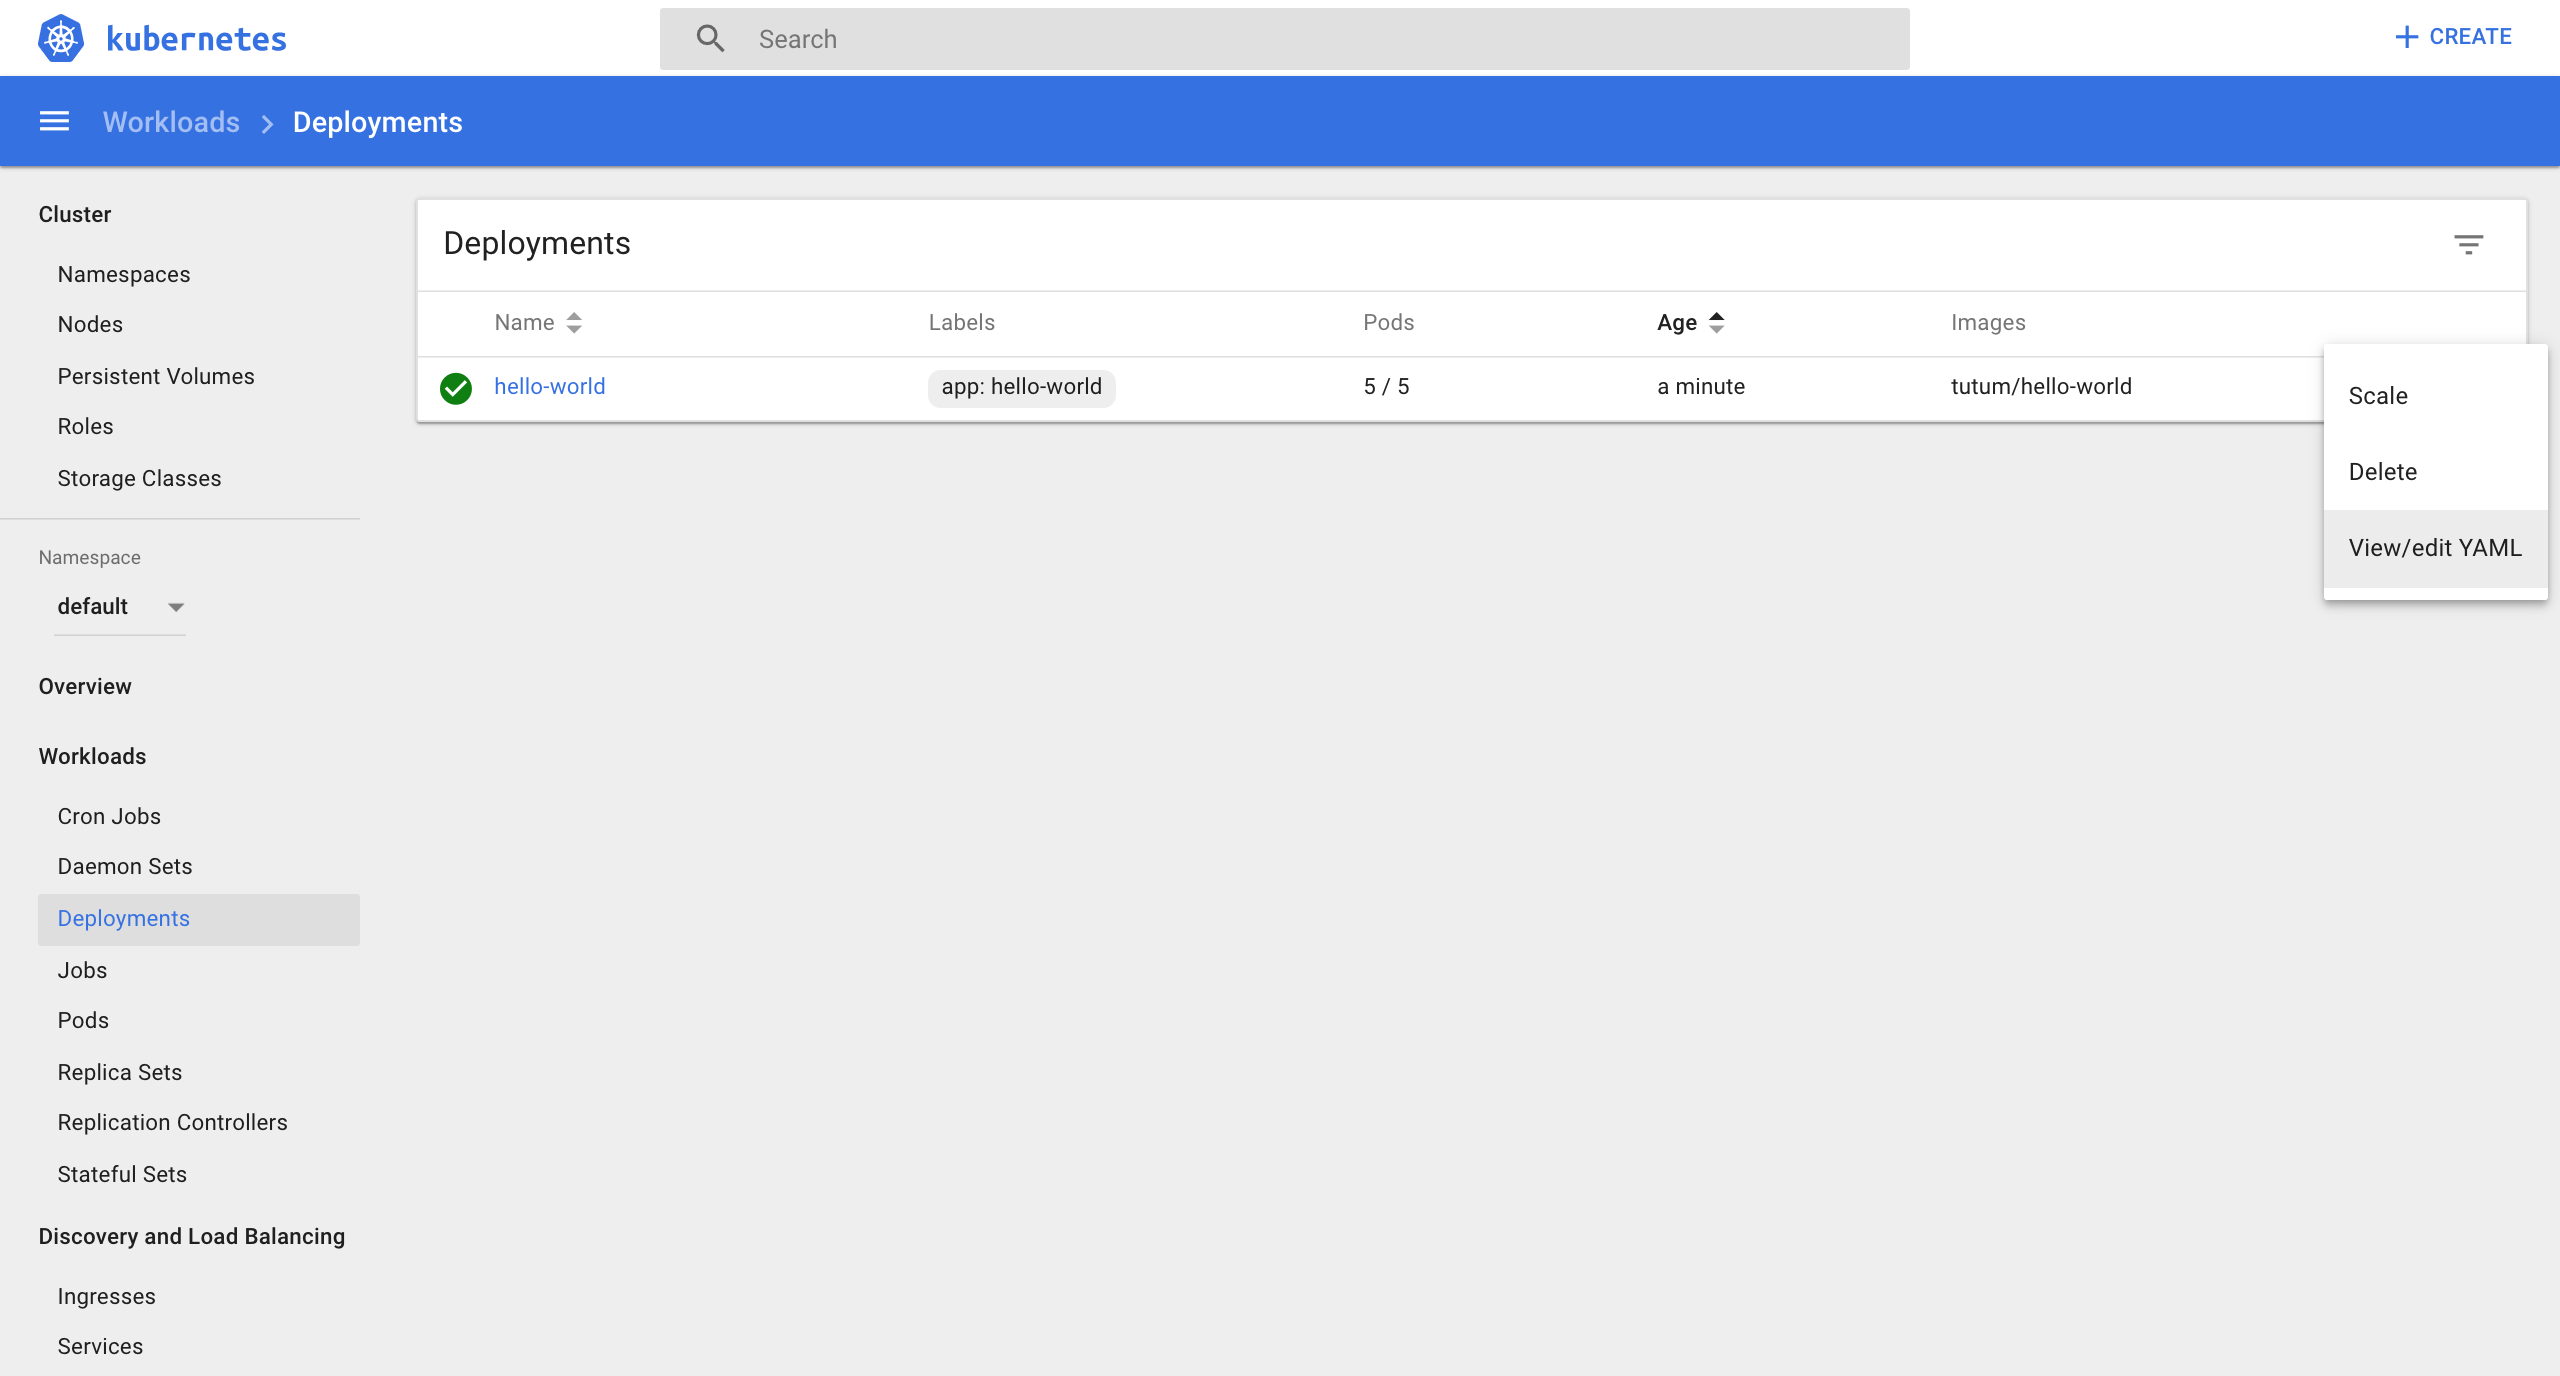 kubernetes
Search
CREATE
Workloads > Deployments
Cluster
Namespaces
Nodes
Persistent Volumes
Roles
Storage Classes
Namespace
default
Overview
Workloads
Cron Jobs
Daemon Sets
Deployments
Jobs
Pods
Replica Sets
Replication Controllers
Stateful Sets
Discovery and Load Balancing
Ingresses
Services
Deployments
Name Labels Pods Age Images
hello-world app: hello-world 5 / 5 a minute tutum/hello-world
Scale
Delete
View/edit YAML